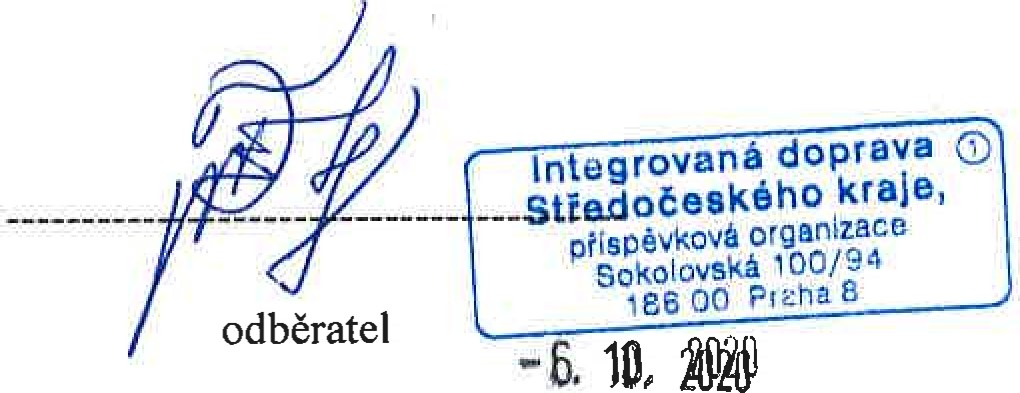 Integrovaná doprava ①
Středočeského kraje,
příspěvková organizace
Sokolovská 100/94
186 00 Praha 8
odběratel
-6. 10. 2020